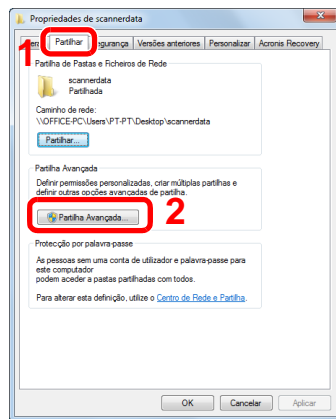 Propriedades de scannerdata
Partilhar Segurança Versões anteriores Personalizar Acronis Recovery
1
Partilha de Pastas e Ficheiros de Rede
scannerdata
Partilhada
Caminho de rede:
\\OFFICE-PC\Users\PT-PT\Desktop\scannerdata
Partilhar...
Partilha Avançada
Definir permissões personalizadas, criar múltiplas partilhas e
definir outras opções avançadas de partilha.
Partilha Avançada...
2
Protecção por palavra-passe
As pessoas sem uma conta de utilizador e palavra-passe para
este computador
podem aceder a pastas partilhadas com todos.
Para alterar esta definição, utilize o Centro de Rede e Partilha.
OK Cancelar Aplicar